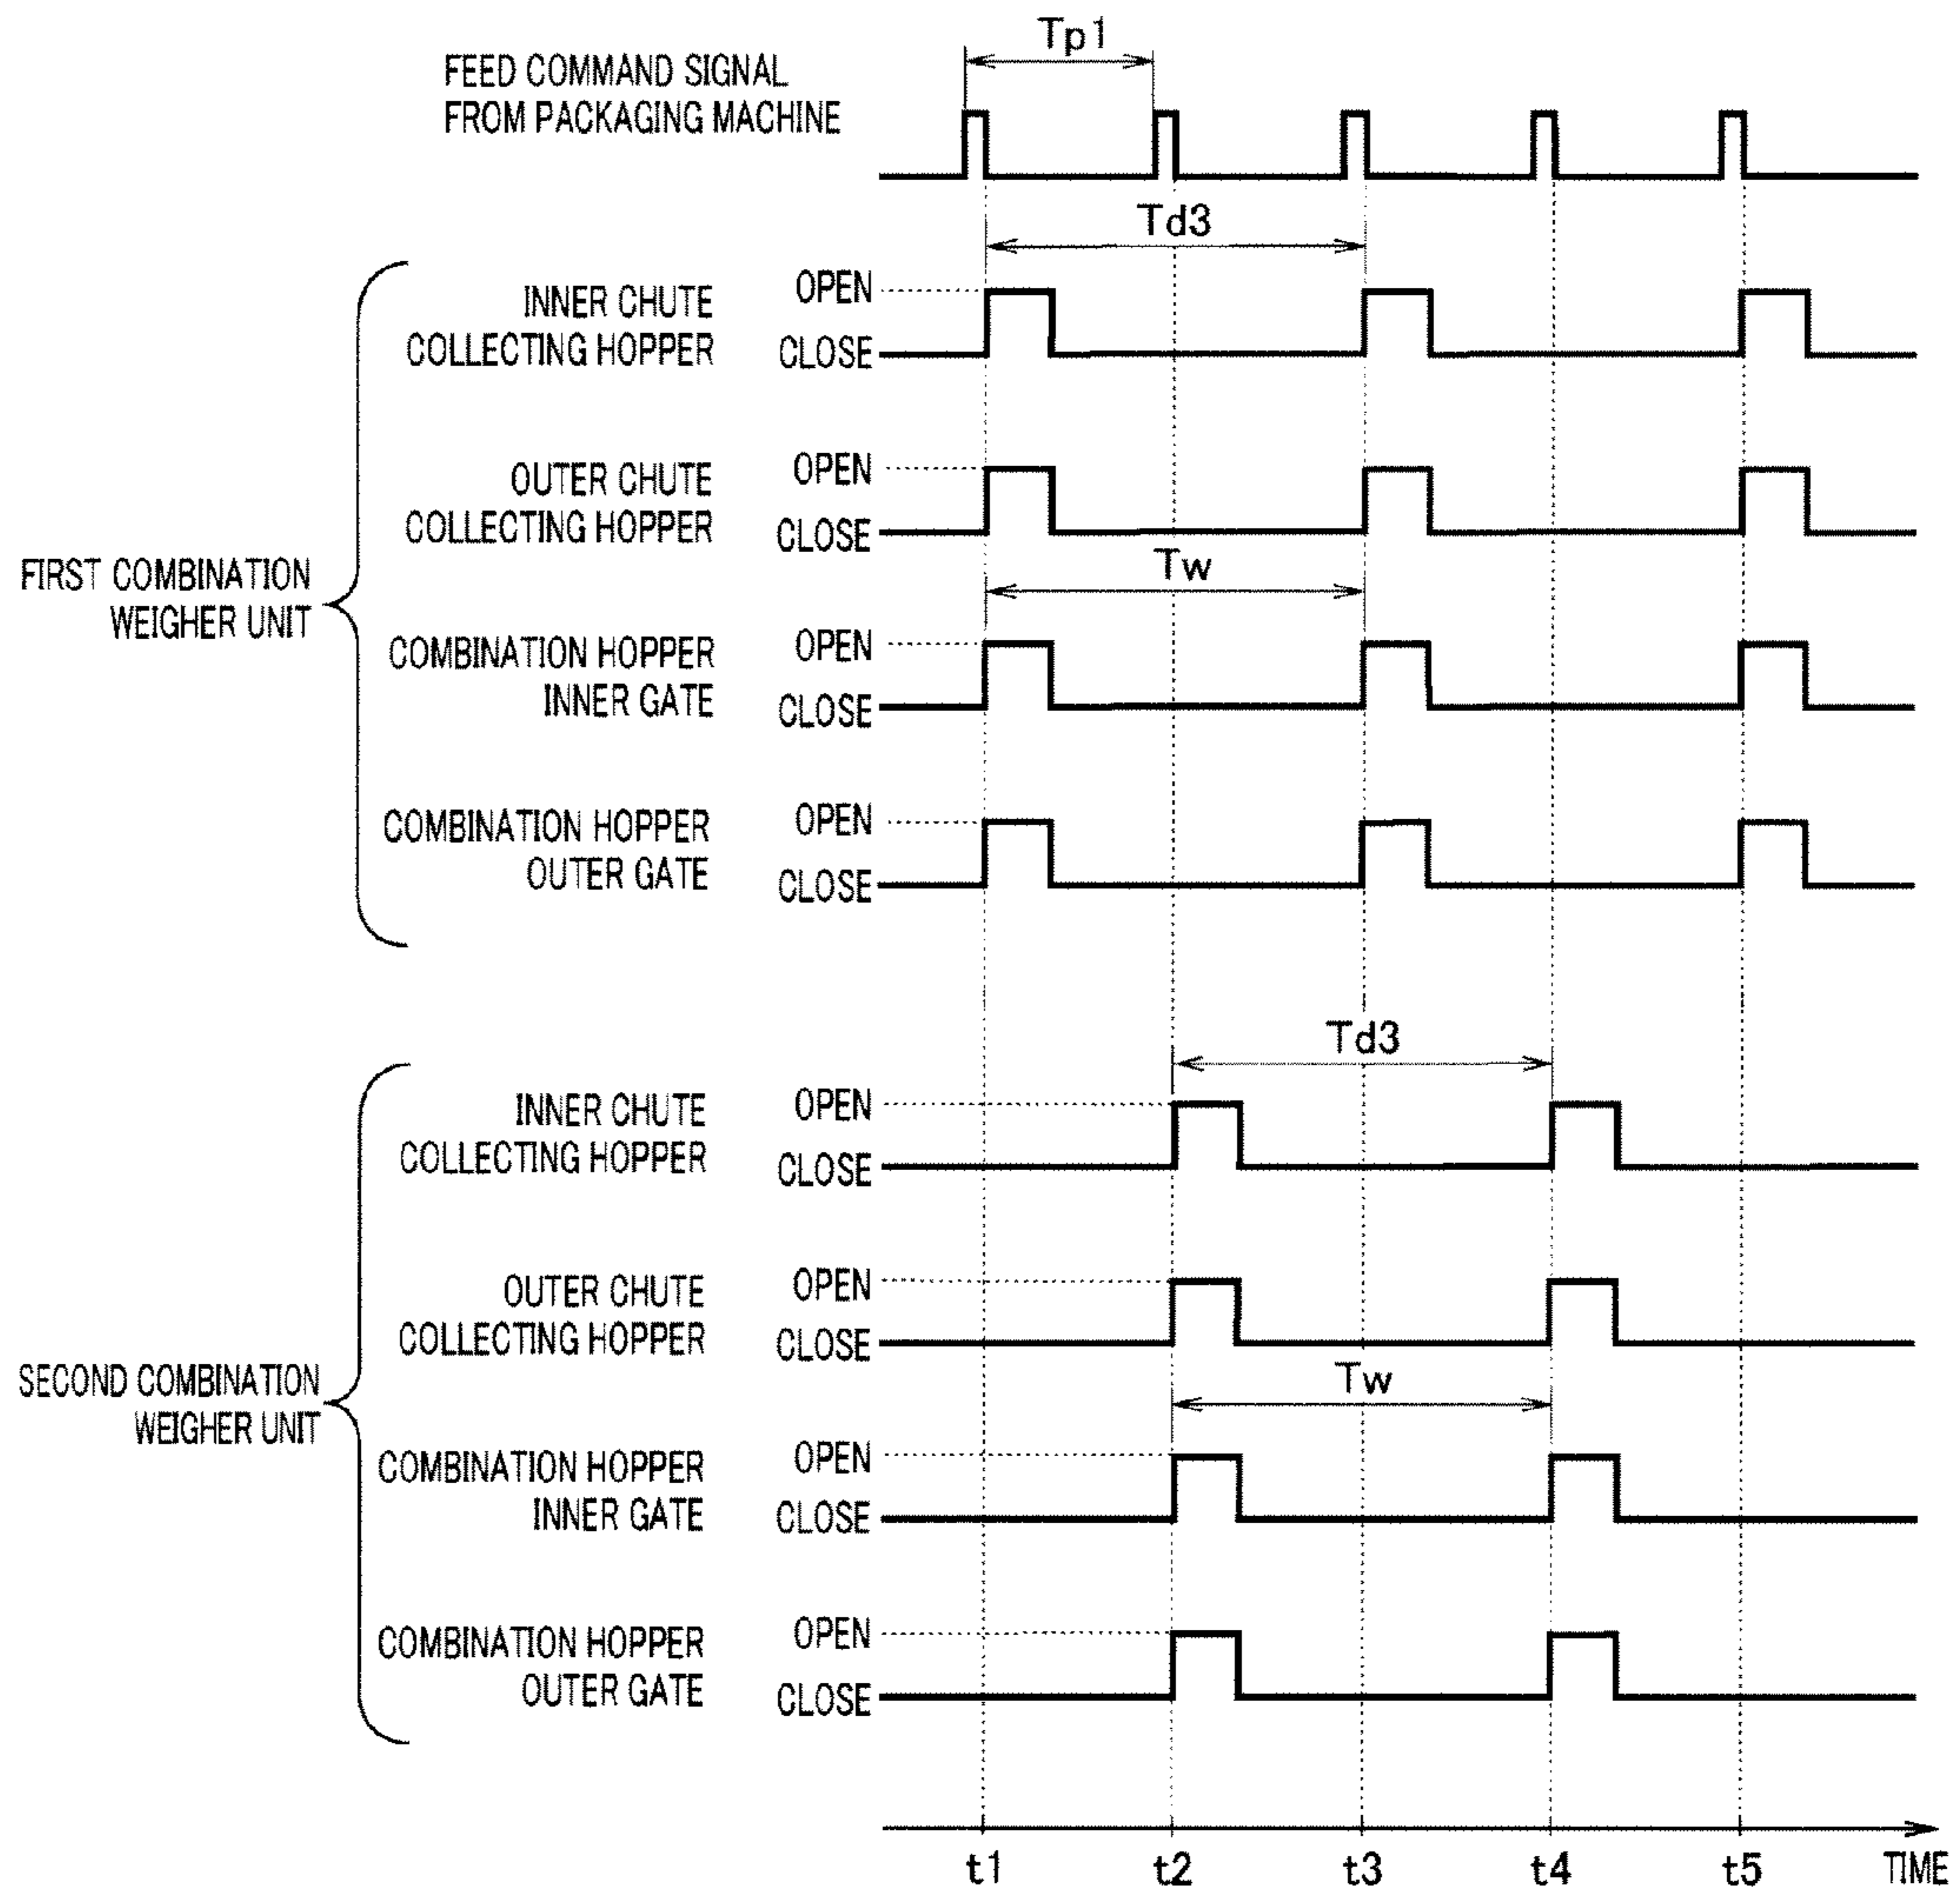 Tp1
FEED COMMAND SIGNAL
FROM PACKAGING MACHINE
Td3
INNER CHUTE
COLLECTING HOPPER
OPEN
CLOSE
OUTER CHUTE
COLLECTING HOPPER
OPEN
CLOSE
Tw
FIRST COMBINATION
WEIGHER UNIT
COMBINATION HOPPER
INNER GATE
OPEN
CLOSE
COMBINATION HOPPER
OUTER GATE
OPEN
CLOSE
Td3
INNER CHUTE
COLLECTING HOPPER
OPEN
CLOSE
OUTER CHUTE
COLLECTING HOPPER
OPEN
CLOSE
Tw
SECOND COMBINATION
WEIGHER UNIT
COMBINATION HOPPER
INNER GATE
OPEN
CLOSE
COMBINATION HOPPER
OUTER GATE
OPEN
CLOSE
t1 t2 t3 t4 t5 TIME